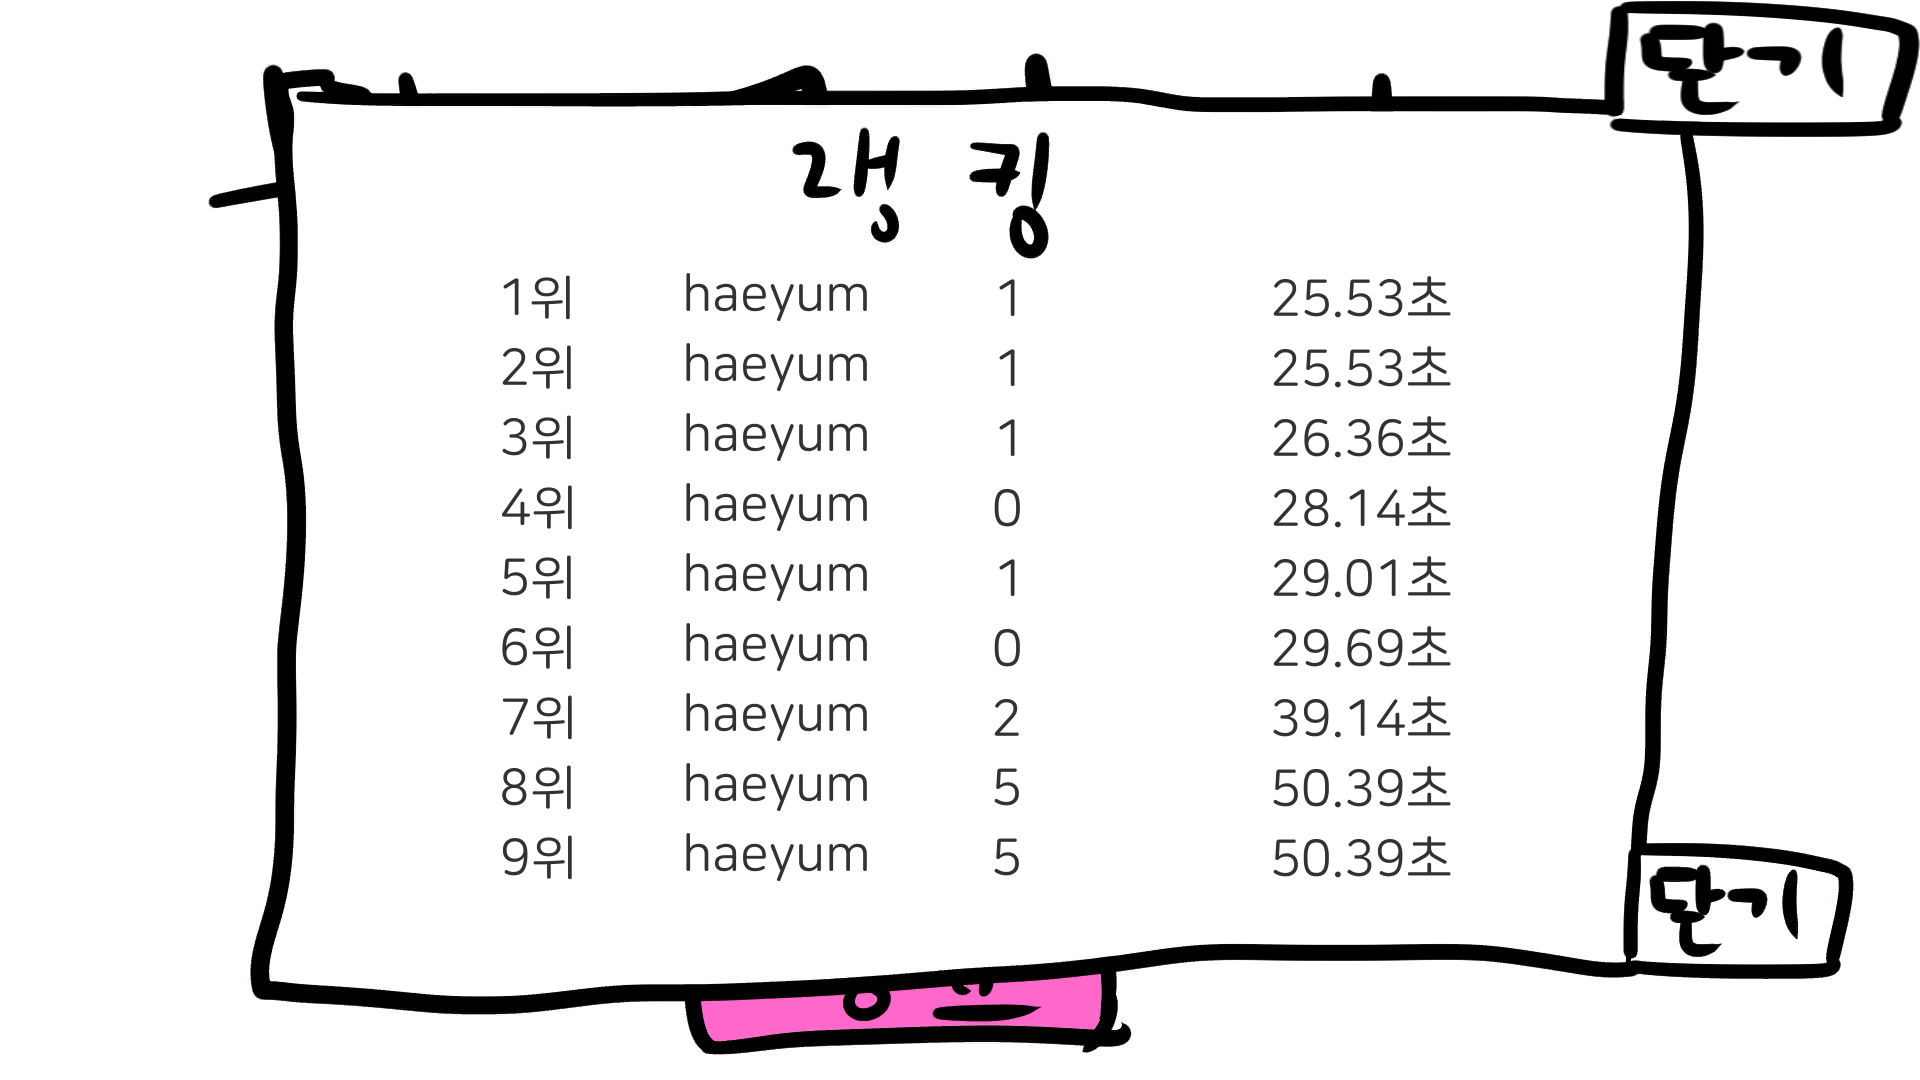 닫기
랭킹
1위 haeyum 1 25.53초
2위 haeyum 1 25.53초
3위 haeyum 1 26.36초
4위 haeyum 0 28.14초
5위 haeyum 1 29.01초
6위 haeyum 0 29.69초
7위 haeyum 2 39.14초
8위 haeyum 5 50.39초
9위 haeyum 5 50.39초
닫기